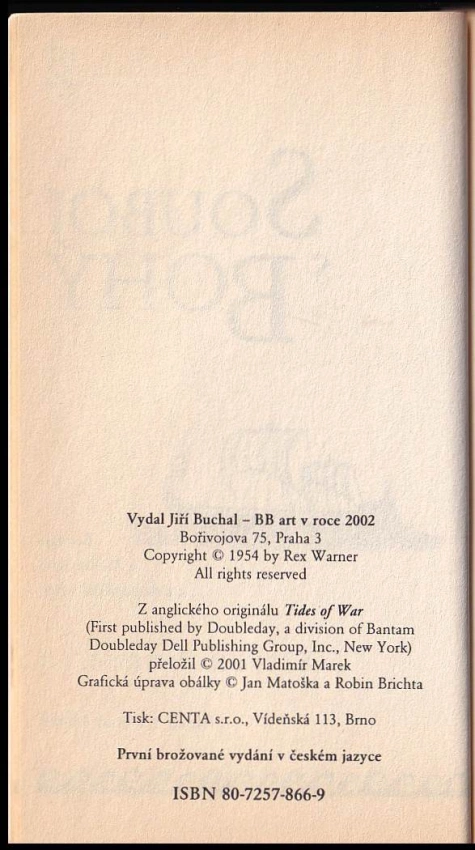 Vydal Jiří Buchal – BB art v roce 2002
Bořivojova 75, Praha 3
Copyright © 1954 by Rex Warner
All rights reserved
Z anglického originálu Tides of War
(First published by Doubleday, a division of Bantam
Doubleday Dell Publishing Group, Inc., New York)
přeložil © 2001 Vladimír Marek
Grafická úprava obálky © Jan Matoška a Robin Brichta
Tisk: CENTA s.r.o., Vídeňská 113, Brno
První brožované vydání v českém jazyce
ISBN 80-7257-866-9